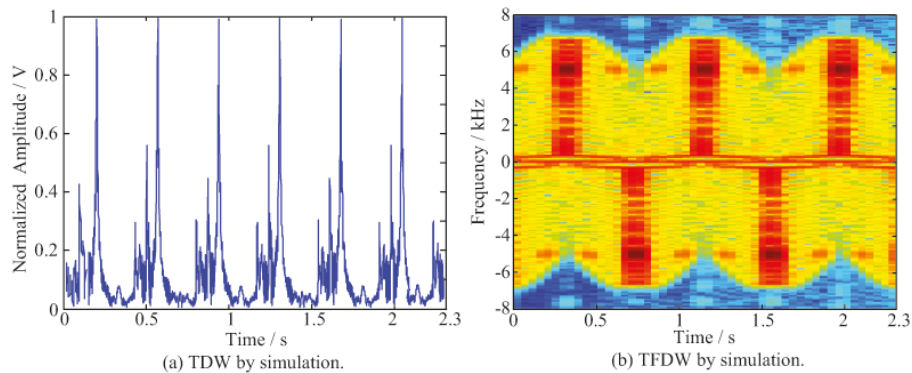 1
0.8
0.6
0.4
0.2
0
Normalized Amplitude / V
0 0.5 1 1.5 2 2.3
Time / s
(a) TDW by simulation.
8
6
4
2
0
-2
-4
-6
-8
Frequency / kHz
0 0.5 1 1.5 2 2.3
Time / s
(b) TFDW by simulation.